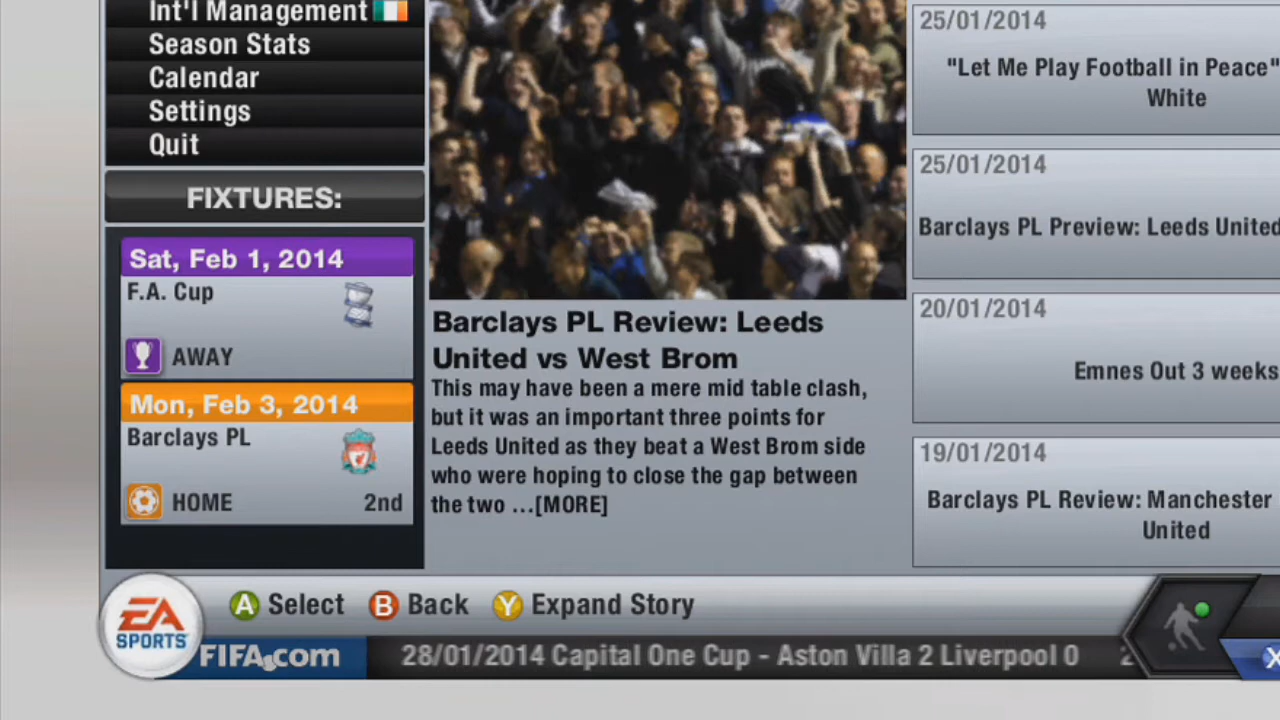 Int'l Management
Season Stats
Calendar
Settings
Quit
FIXTURES:
Sat, Feb 1, 2014
F.A. Cup
AWAY
Mon, Feb 3, 2014
Barclays PL
HOME 2nd
Barclays PL Review: Leeds
United vs West Brom
This may have been a mere mid table clash,
but it was an important three points for
Leeds United as they beat a West Brom side
who were hoping to close the gap between
the two ...[MORE]
25/01/2014
"Let Me Play Football in Peace"
White
25/01/2014
Barclays PL Preview: Leeds United
20/01/2014
Emnes Out 3 weeks
19/01/2014
Barclays PL Review: Manchester
United
A Select B Back Y Expand Story
EA
SPORTS
FIFA.com
28/01/2014 Capital One Cup - Aston Villa 2 Liverpool 0
X